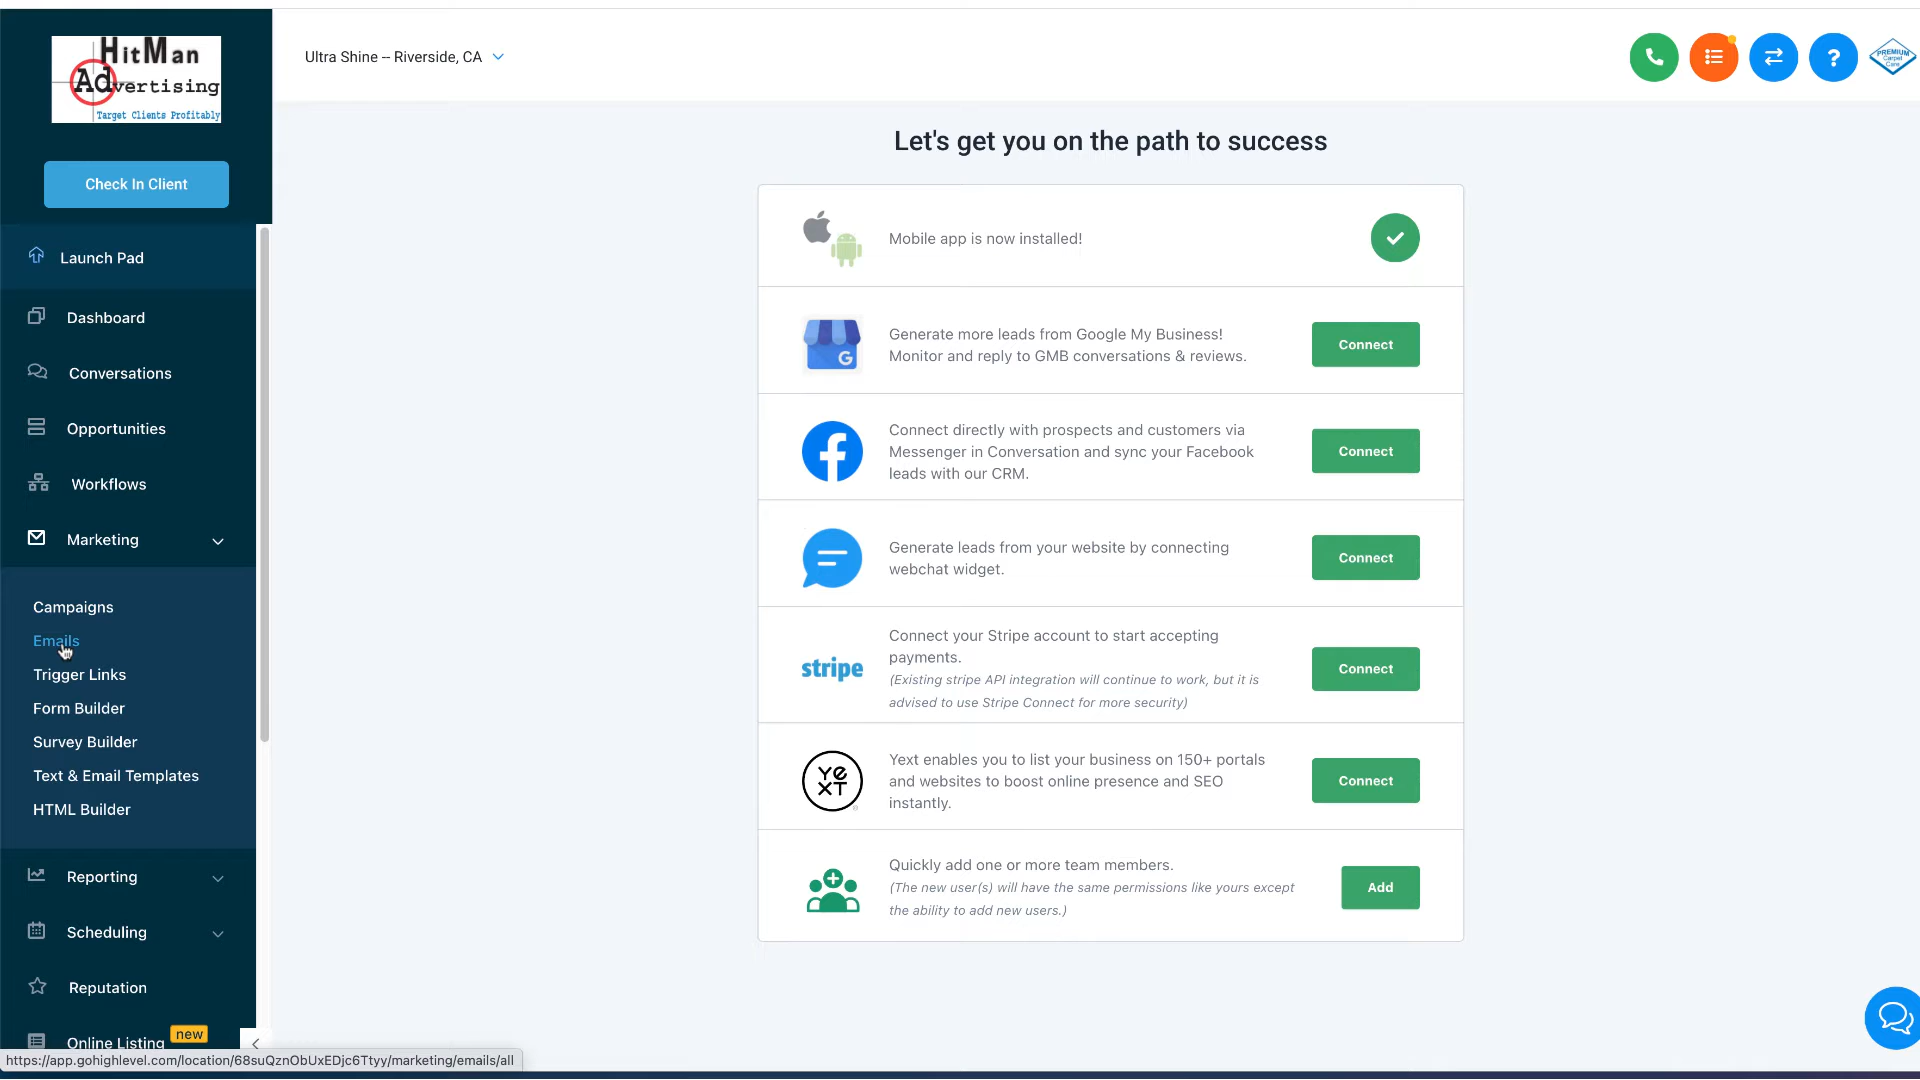 HitMan
Advertising
Target Clients Profitably
Check In Client
Launch Pad
Dashboard
Conversations
Opportunities
Workflows
Marketing
Campaigns
Emails
Trigger Links
Form Builder
Survey Builder
Text & Email Templates
HTML Builder
Reporting
Scheduling
Reputation
Online Listing new
https://app.gohighlevel.com/location/68suQznObUxEDjc6Ttyy/marketing/emails/all
Ultra Shine -- Riverside, CA
?
PREMIUM
Carpet
Care
Let's get you on the path to success
Mobile app is now installed!
G
Generate more leads from Google My Business!
Monitor and reply to GMB conversations & reviews.
Connect
f
Connect directly with prospects and customers via
Messenger in Conversation and sync your Facebook
leads with our CRM.
Connect
Generate leads from your website by connecting
webchat widget.
Connect
stripe
Connect your Stripe account to start accepting
payments.
(Existing stripe API integration will continue to work, but it is
advised to use Stripe Connect for more security)
Connect
Ye
XT
Yext enables you to list your business on 150+ portals
and websites to boost online presence and SEO
instantly.
Connect
Quickly add one or more team members.
(The new user(s) will have the same permissions like yours except
the ability to add new users.)
Add